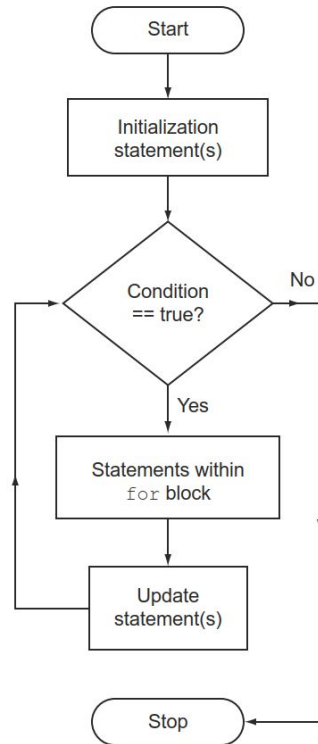 Start
Initialization
statement(s)
Condition
== true?
No
Yes
Statements within
for block
Update
statement(s)
Stop